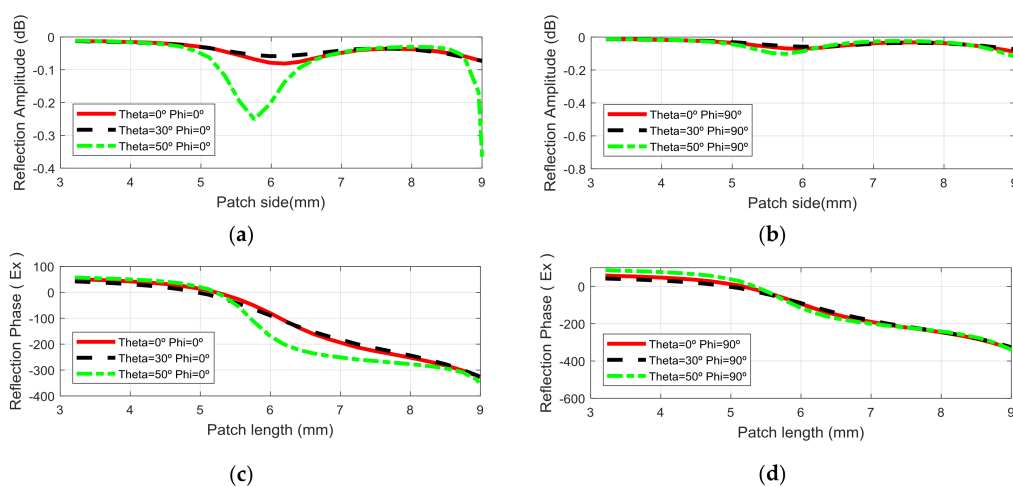 Reflection Amplitude (dB)
0
-0.1
-0.2
-0.3
-0.4
Theta=0º Phi=0º
Theta=30º Phi=0º
Theta=50º Phi=0º
3 4 5 6 7 8 9
Patch side(mm)
(a)
Reflection Amplitude (dB)
0
-0.2
-0.4
-0.6
-0.8
Theta=0º Phi=90º
Theta=30º Phi=90º
Theta=50º Phi=90º
3 4 5 6 7 8 9
Patch side(mm)
(b)
Reflection Phase ( Ex )
100
0
-100
-200
-300
-400
Theta=0º Phi=0º
Theta=30º Phi=0º
Theta=50º Phi=0º
3 4 5 6 7 8 9
Patch length (mm)
(c)
Reflection Phase ( Ex )
0
-200
-400
-600
Theta=0º Phi=90º
Theta=30º Phi=90º
Theta=50º Phi=90º
3 4 5 6 7 8 9
Patch length (mm)
(d)